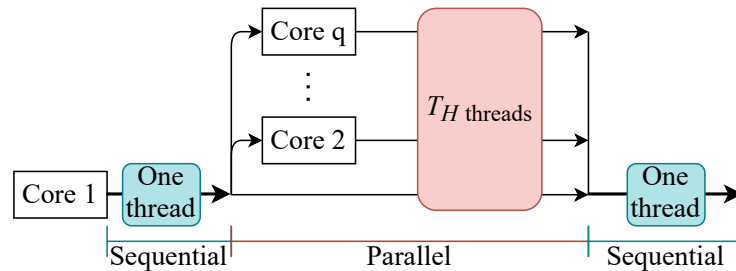 Core q
⋮
Core 2
T_H threads
Core 1
One
thread
One
thread
Sequential
Parallel
Sequential